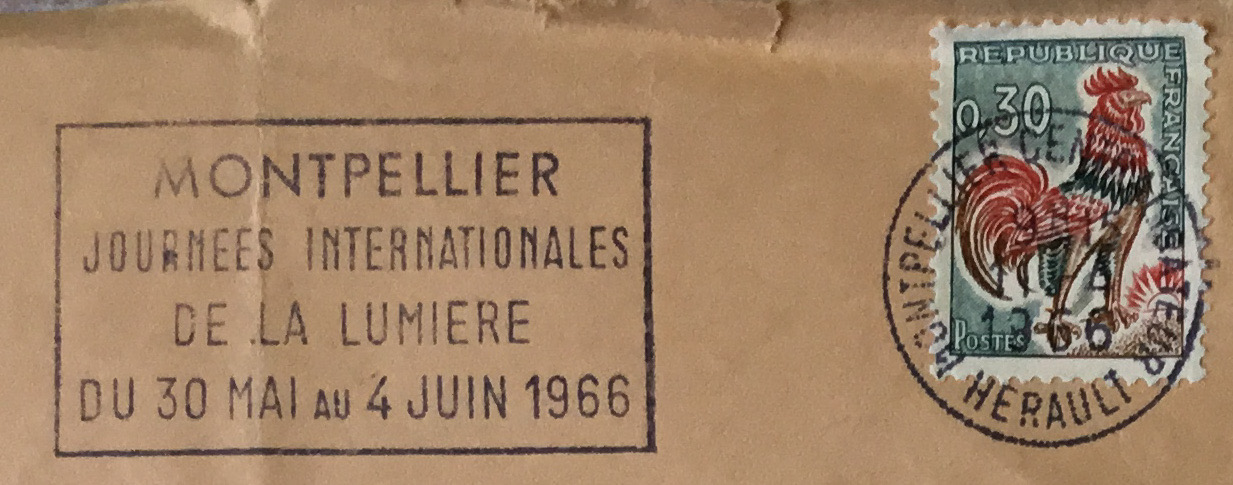 MONTPELLIER
JOURNEES INTERNATIONALES
DE LA LUMIERE
DU 30 MAI AU 4 JUIN 1966
REPUBLIQUE
FRANÇAISE
0,30
POSTES
MONTPELLIER
HERAULT